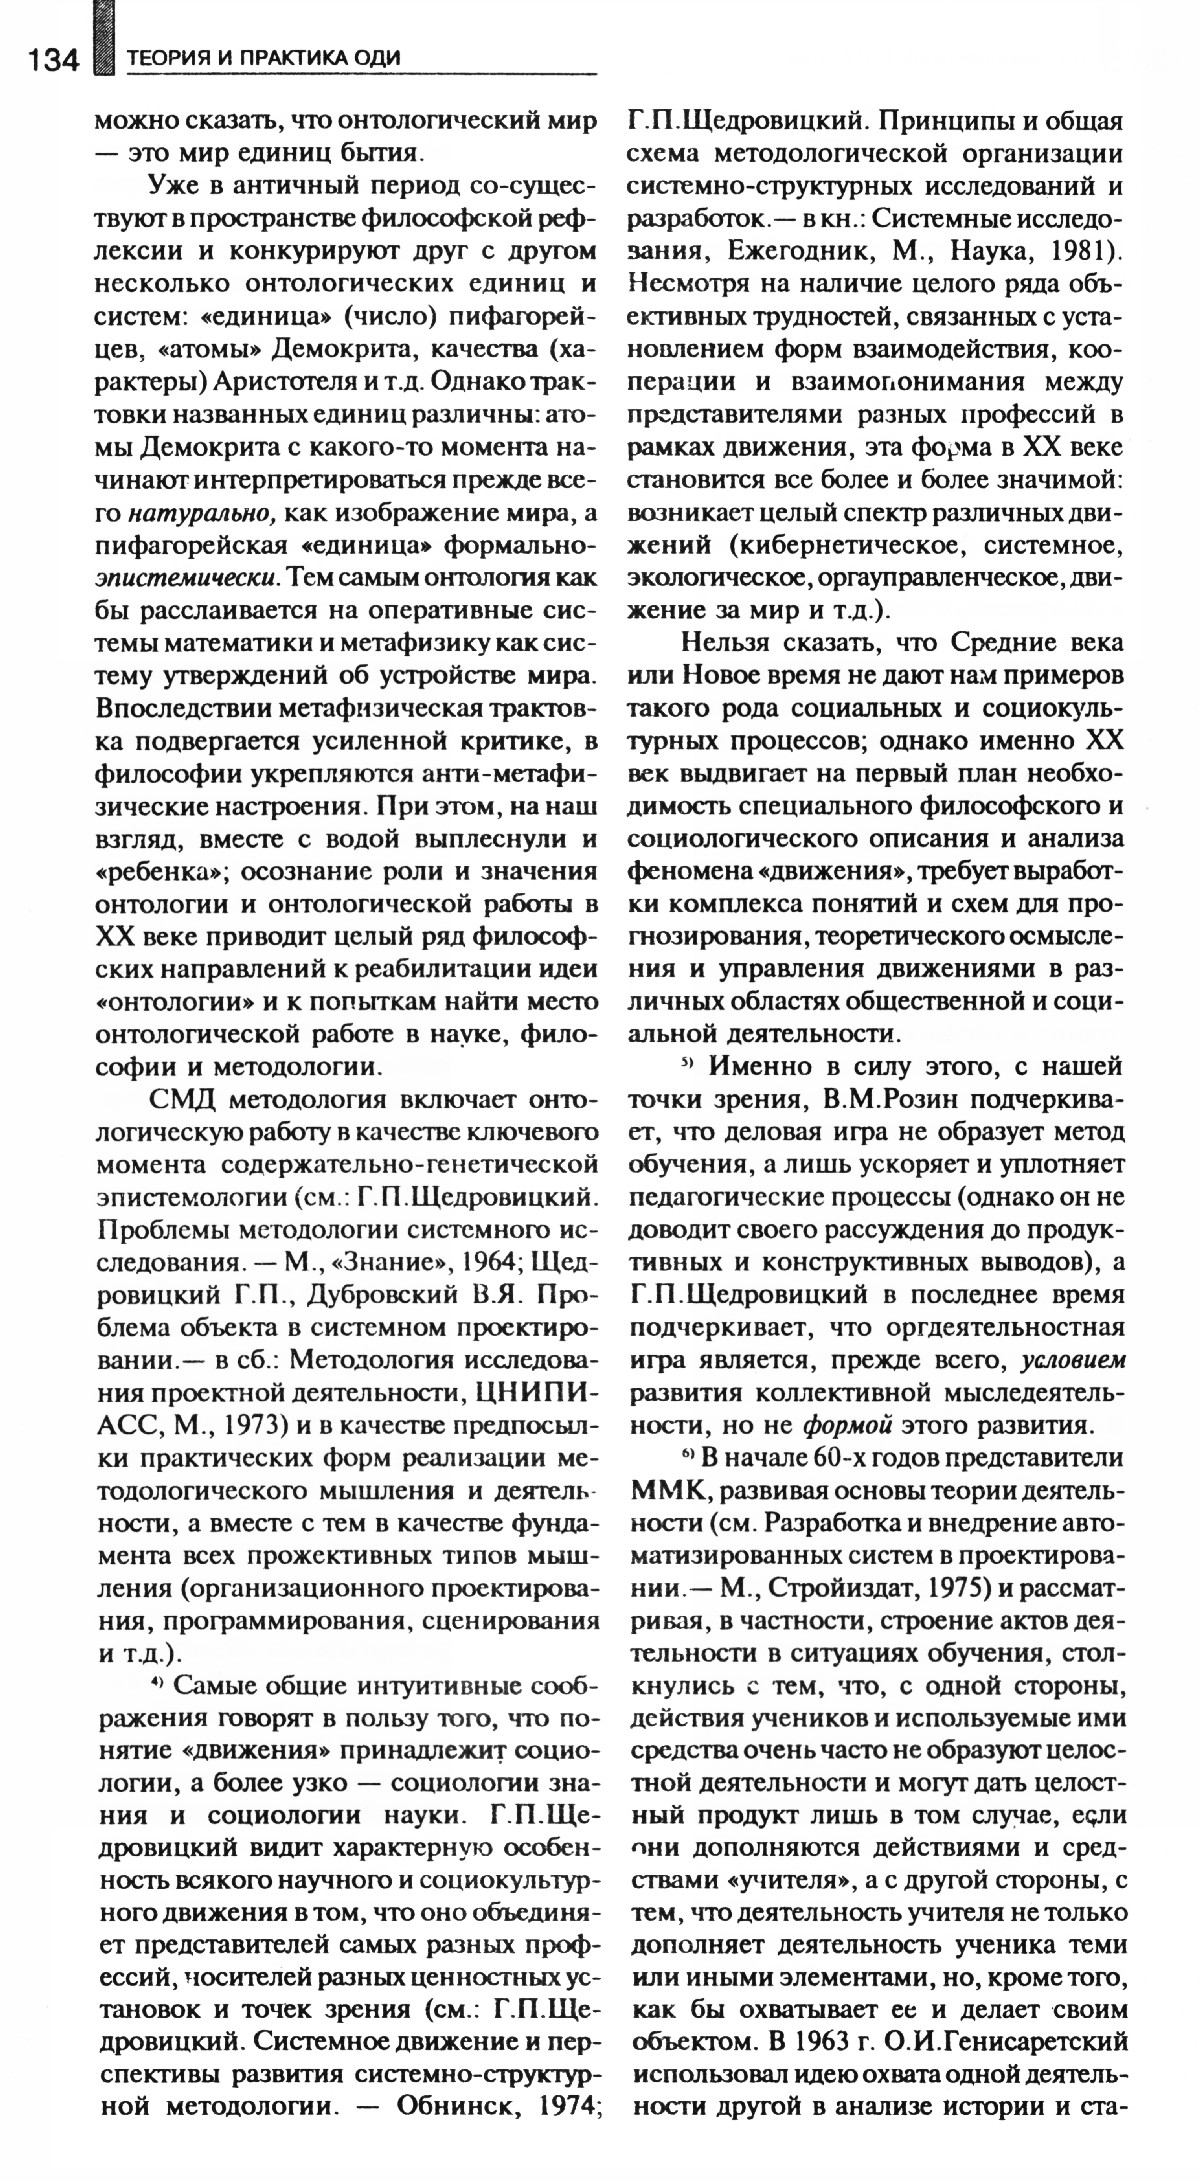 134
ТЕОРИЯ И ПРАКТИКА ОДИ
можно сказать, что онтологический мир
— это мир единиц бытия.
Уже в античный период со-сущес-
твуют в пространстве философской реф-
лексии и конкурируют друг с другом
несколько онтологических единиц и
систем: «единица» (число) пифагорей-
цев, «атомы» Демокрита, качества (ха-
рактеры) Аристотеля и т.д. Однако трак-
товки названных единиц различны: ато-
мы Демокрита с какого-то момента на-
чинают интерпретироваться прежде все-
го натурально, как изображение мира, а
пифагорейская «единица» формально-
эпистемически. Тем самым онтология как
бы расслаивается на оперативные сис-
темы математики и метафизику как сис-
тему утверждений об устройстве мира.
Впоследствии метафизическая трактов-
ка подвергается усиленной критике, в
философии укрепляются анти-метафи-
зические настроения. При этом, на наш
взгляд, вместе с водой выплеснули и
«ребенка»; осознание роли и значения
онтологии и онтологической работы в
XX веке приводит целый ряд философ-
ских направлений к реабилитации идеи
«онтологии» и к попыткам найти место
онтологической работе в науке, фило-
софии и методологии.
СМД методология включает онто-
логическую работу в качестве ключевого
момента содержательно-генетической
эпистемологии (см.: Г.П.Щедровицкий.
Проблемы методологии системного ис-
следования. — М., «Знание», 1964; Щед-
ровицкий Г.П., Дубровский В.Я. Про-
блема объекта в системном проектиро-
вании.— в сб.: Методология исследова-
ния проектной деятельности, ЦНИПИ-
АСС, М., 1973) и в качестве предпосыл-
ки практических форм реализации ме-
тодологического мышления и деятель-
ности, а вместе с тем в качестве фунда-
мента всех прожективных типов мыш-
ления (организационного проектирова-
ния, программирования, сценирования
и т.д.).
4) Самые общие интуитивные сооб-
ражения говорят в пользу того, что по-
нятие «движения» принадлежит социо-
логии, а более узко — социологии зна-
ния и социологии науки. Г.П.Ще-
дровицкий видит характерную особен-
ность всякого научного и социокультур-
ного движения в том, что оно объединя-
ет представителей самых разных проф-
ессий, носителей разных ценностных ус-
тановок и точек зрения (см.: Г.П.Ще-
дровицкий. Системное движение и пер-
спективы развития системно-структур-
ной методологии. — Обнинск, 1974;
Г.П.Щедровицкий. Принципы и общая
схема методологической организации
системно-структурных исследований и
разработок.— в кн.: Системные исследо-
вания, Ежегодник, М., Наука, 1981).
Несмотря на наличие целого ряда объ-
ективных трудностей, связанных с уста-
новлением форм взаимодействия, коо-
перации и взаимопонимания между
представителями разных профессий в
рамках движения, эта форма в XX веке
становится все более и более значимой:
возникает целый спектр различных дви-
жений (кибернетическое, системное,
экологическое, оргауправленческое, дви-
жение за мир и т.д.).
Нельзя сказать, что Средние века
или Новое время не дают нам примеров
такого рода социальных и социокуль-
турных процессов; однако именно XX
век выдвигает на первый план необхо-
димость специального философского и
социологического описания и анализа
феномена «движения», требует выработ-
ки комплекса понятий и схем для про-
гнозирования, теоретического осмысле-
ния и управления движениями в раз-
личных областях общественной и соци-
альной деятельности.
5) Именно в силу этого, с нашей
точки зрения, В.М.Розин подчеркива-
ет, что деловая игра не образует метод
обучения, а лишь ускоряет и уплотняет
педагогические процессы (однако он не
доводит своего рассуждения до продук-
тивных и конструктивных выводов), а
Г.П.Щедровицкий в последнее время
подчеркивает, что оргдеятельностная
игра является, прежде всего, условием
развития коллективной мыследеятель-
ности, но не формой этого развития.
6) В начале 60-х годов представители
ММК, развивая основы теории деятель-
ности (см. Разработка и внедрение авто-
матизированных систем в проектирова-
нии.— М., Стройиздат, 1975) и рассмат-
ривая, в частности, строение актов дея-
тельности в ситуациях обучения, стол-
кнулись с тем, что, с одной стороны,
действия учеников и используемые ими
средства очень часто не образуют целос-
тной деятельности и могут дать целост-
ный продукт лишь в том случае, если
они дополняются действиями и сред-
ствами «учителя», а с другой стороны, с
тем, что деятельность учителя не только
дополняет деятельность ученика теми
или иными элементами, но, кроме того,
как бы охватывает ее и делает своим
объектом. В 1963 г. О.И.Генисаретский
использовал идею охвата одной деятель-
ности другой в анализе истории и ста-